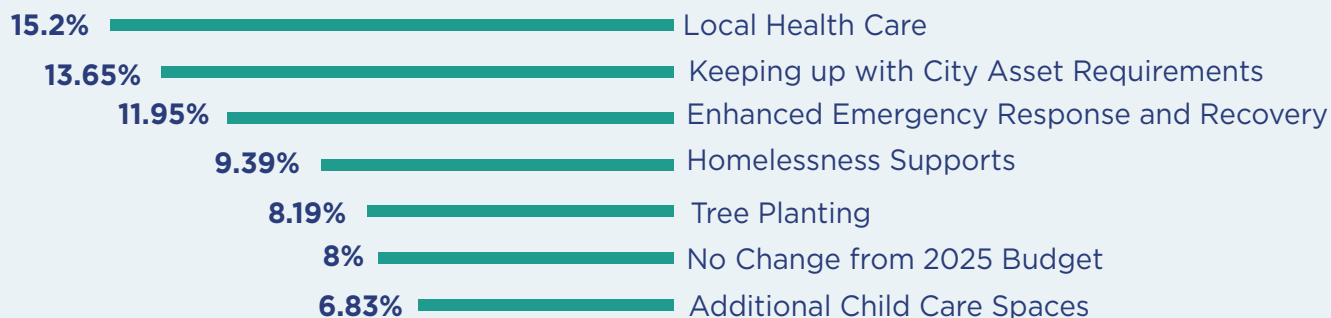 15.2% Local Health Care
13.65% Keeping up with City Asset Requirements
11.95% Enhanced Emergency Response and Recovery
9.39% Homelessness Supports
8.19% Tree Planting
8% No Change from 2025 Budget
6.83% Additional Child Care Spaces